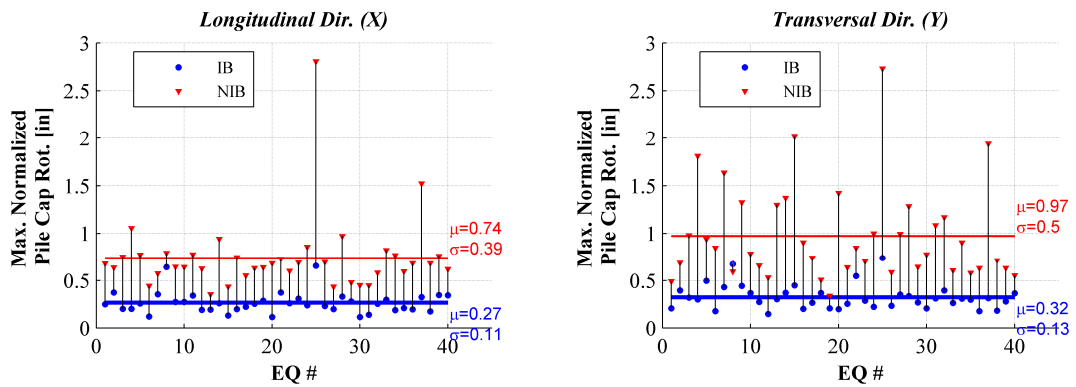 Longitudinal Dir. (X)
Max. Normalized
Pile Cap Rot. [in]
3
2.5
2
1.5
1
0.5
0
IB
NIB
μ=0.74
σ=0.39
μ=0.27
σ=0.11
0
10
20
30
40
EQ #
Transversal Dir. (Y)
Max. Normalized
Pile Cap Rot. [in]
3
2.5
2
1.5
1
0.5
0
IB
NIB
μ=0.97
σ=0.5
μ=0.32
σ=0.13
0
10
20
30
40
EQ #